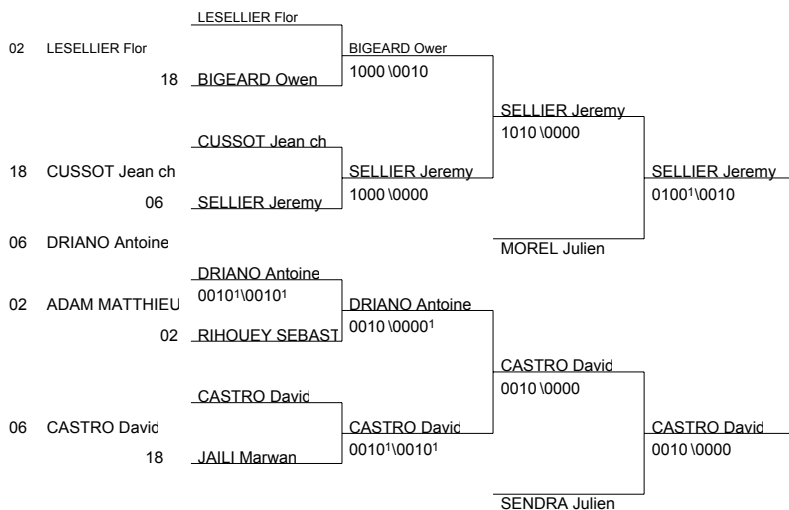 LESELLIER Flor
02 LESELLIER Flor
BIGEARD Ower
18 BIGEARD Owen
1000 \0010
SELLIER Jeremy
1010 \0000
CUSSOT Jean ch
18 CUSSOT Jean ch
SELLIER Jeremy
1000 \0000
SELLIER Jeremy
0100¹\0010
06 SELLIER Jeremy
06 DRIANO Antoine
MOREL Julien
DRIANO Antoine
0010¹\0010¹
02 ADAM MATTHIEU
DRIANO Antoine
0010 \0000¹
02 RIHOUEY SEBAST
CASTRO David
0010 \0000
CASTRO David
06 CASTRO David
CASTRO David
0010¹\0010¹
CASTRO David
0010 \0000
18 JAILI Marwan
SENDRA Julien